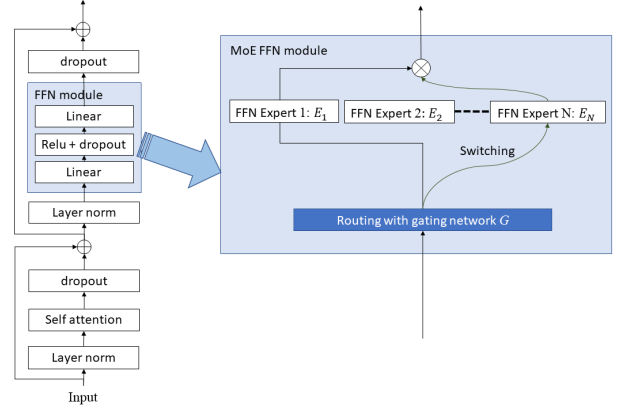 dropout
FFN module
Linear
Relu + dropout
Linear
Layer norm
dropout
Self attention
Layer norm
Input
MoE FFN module
FFN Expert 1: E₁
FFN Expert 2: E₂
FFN Expert N: E_N
Switching
Routing with gating network G